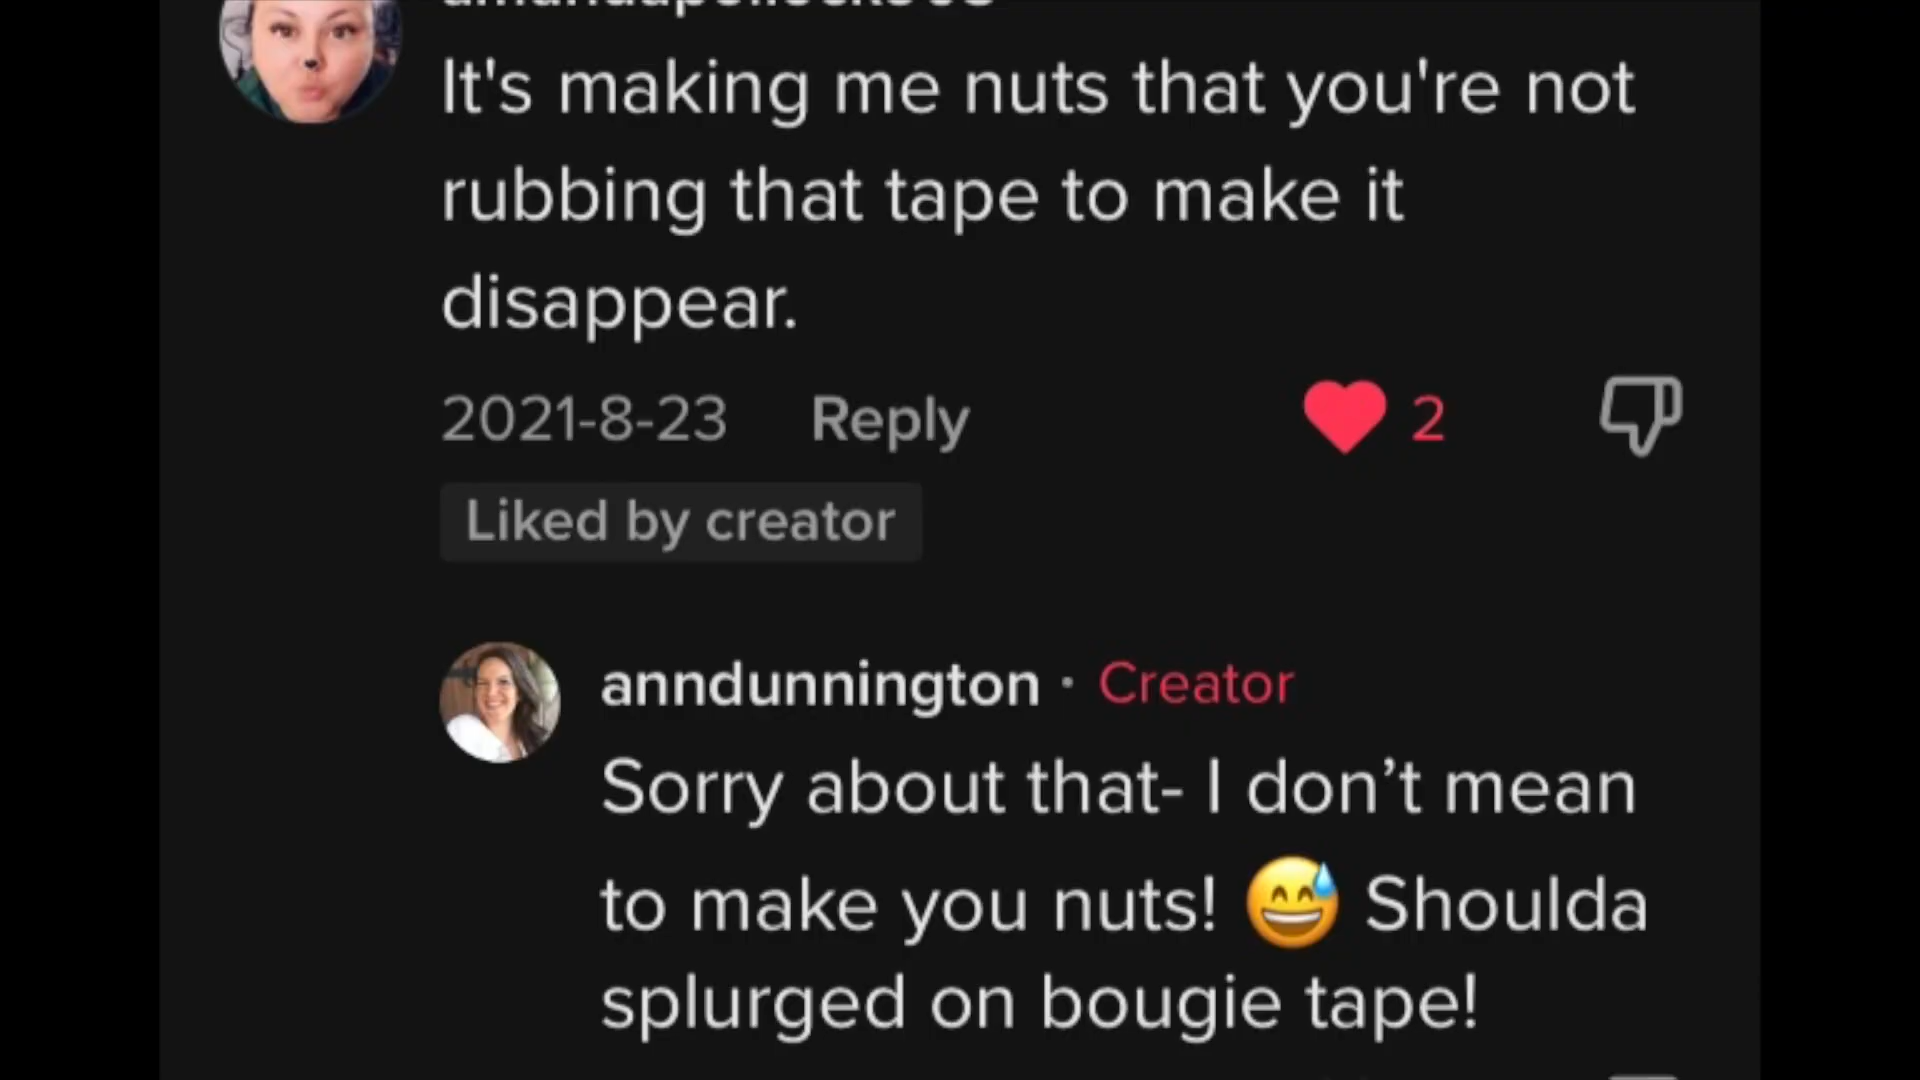 It's making me nuts that you're not
rubbing that tape to make it
disappear.
2021-8-23 Reply 2
Liked by creator
anndunnington · Creator
Sorry about that- I don’t mean
to make you nuts! 😅 Shoulda
splurged on bougie tape!